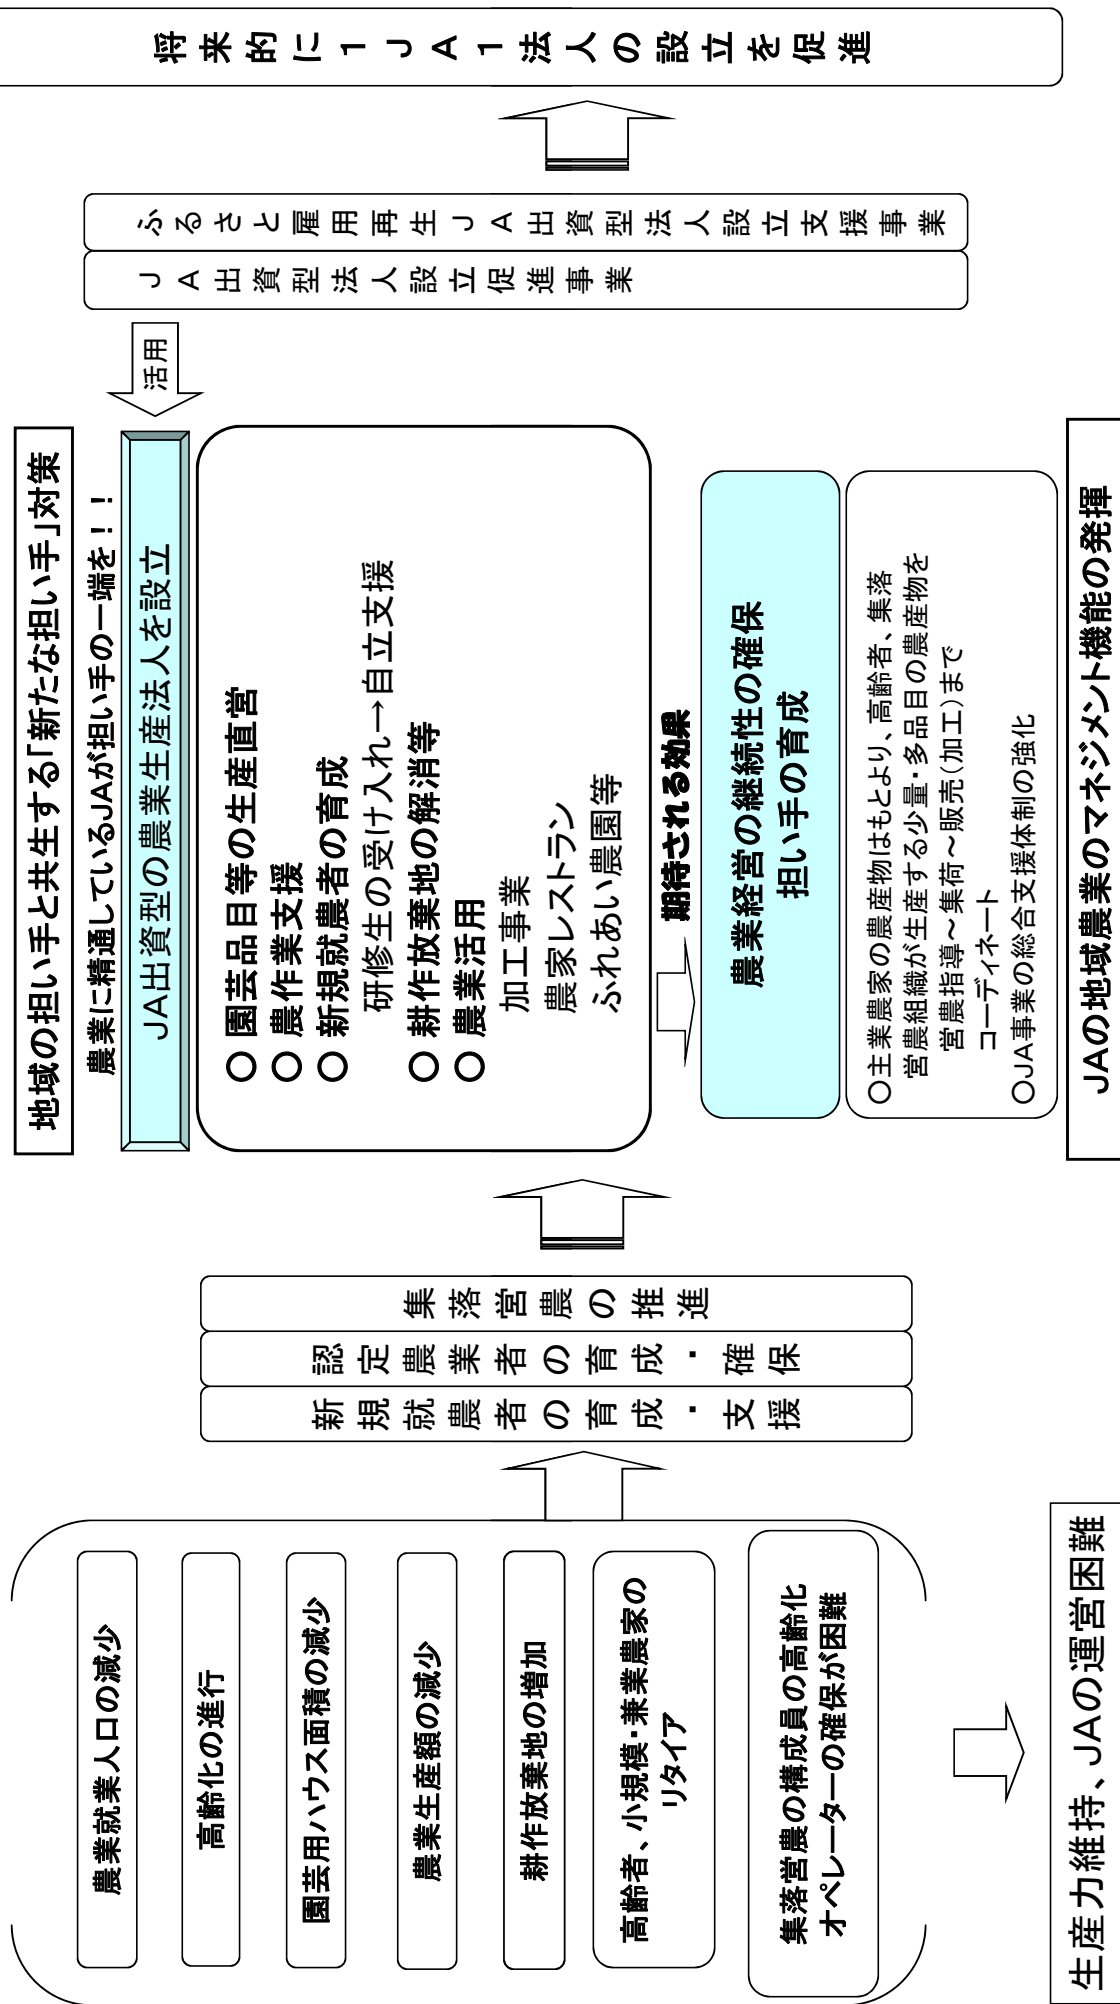 農業就業人口の減少
高齢化の進行
園芸用ハウス面積の減少
農業生産額の減少
耕作放棄地の増加
高齢者、小規模・兼業農家の
リタイア
集落営農の構成員の高齢化
オペレーターの確保が困難
生産力維持、JAの運営困難
集落営農の推進
認定農業者の育成・確保
新規就農者の育成・支援
地域の担い手と共生する「新たな担い手」対策
農業に精通しているJAが担い手の一端を!!
JA出資型の農業生産法人を設立
○ 園芸品目等の生産直営
○ 農作業支援
○ 新規就農者の育成
研修生の受け入れ→自立支援
○ 耕作放棄地の解消等
○ 農業活用
加工事業
農家レストラン
ふれあい農園等
期待される効果
農業経営の継続性の確保
担い手の育成
○主業農家の農産物はもとより、高齢者、集落
営農組織が生産する少量・多品目の農産物を
営農指導~集荷~販売(加工)まで
コーディネート
○JA事業の総合支援体制の強化
JAの地域農業のマネジメント機能の発揮
活用
ふるさと雇用再生JA出資型法人設立支援事業
JA出資型法人設立促進事業
将来的に1JA1法人の設立を促進